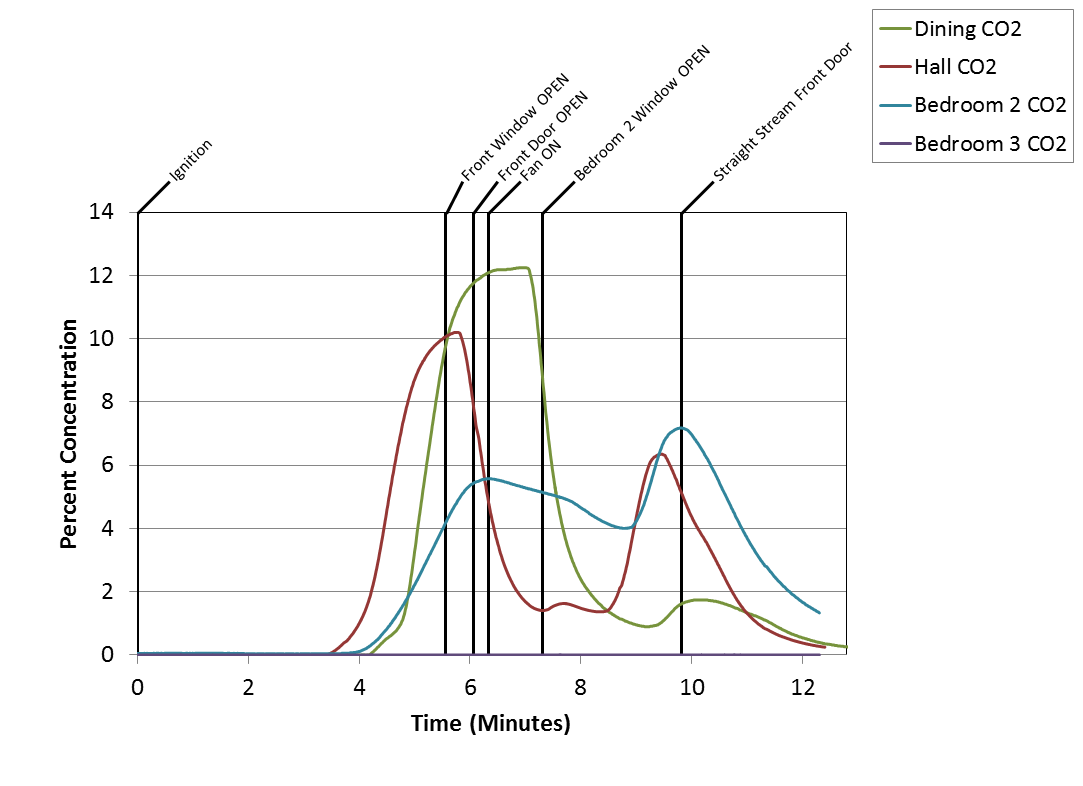 Dining CO2
Hall CO2
Bedroom 2 CO2
Bedroom 3 CO2
Ignition
Front Window OPEN
Front Door OPEN
Fan ON
Bedroom 2 Window OPEN
Straight Stream Front Door
14
12
10
8
6
4
2
0
Percent Concentration
0 2 4 6 8 10 12
Time (Minutes)